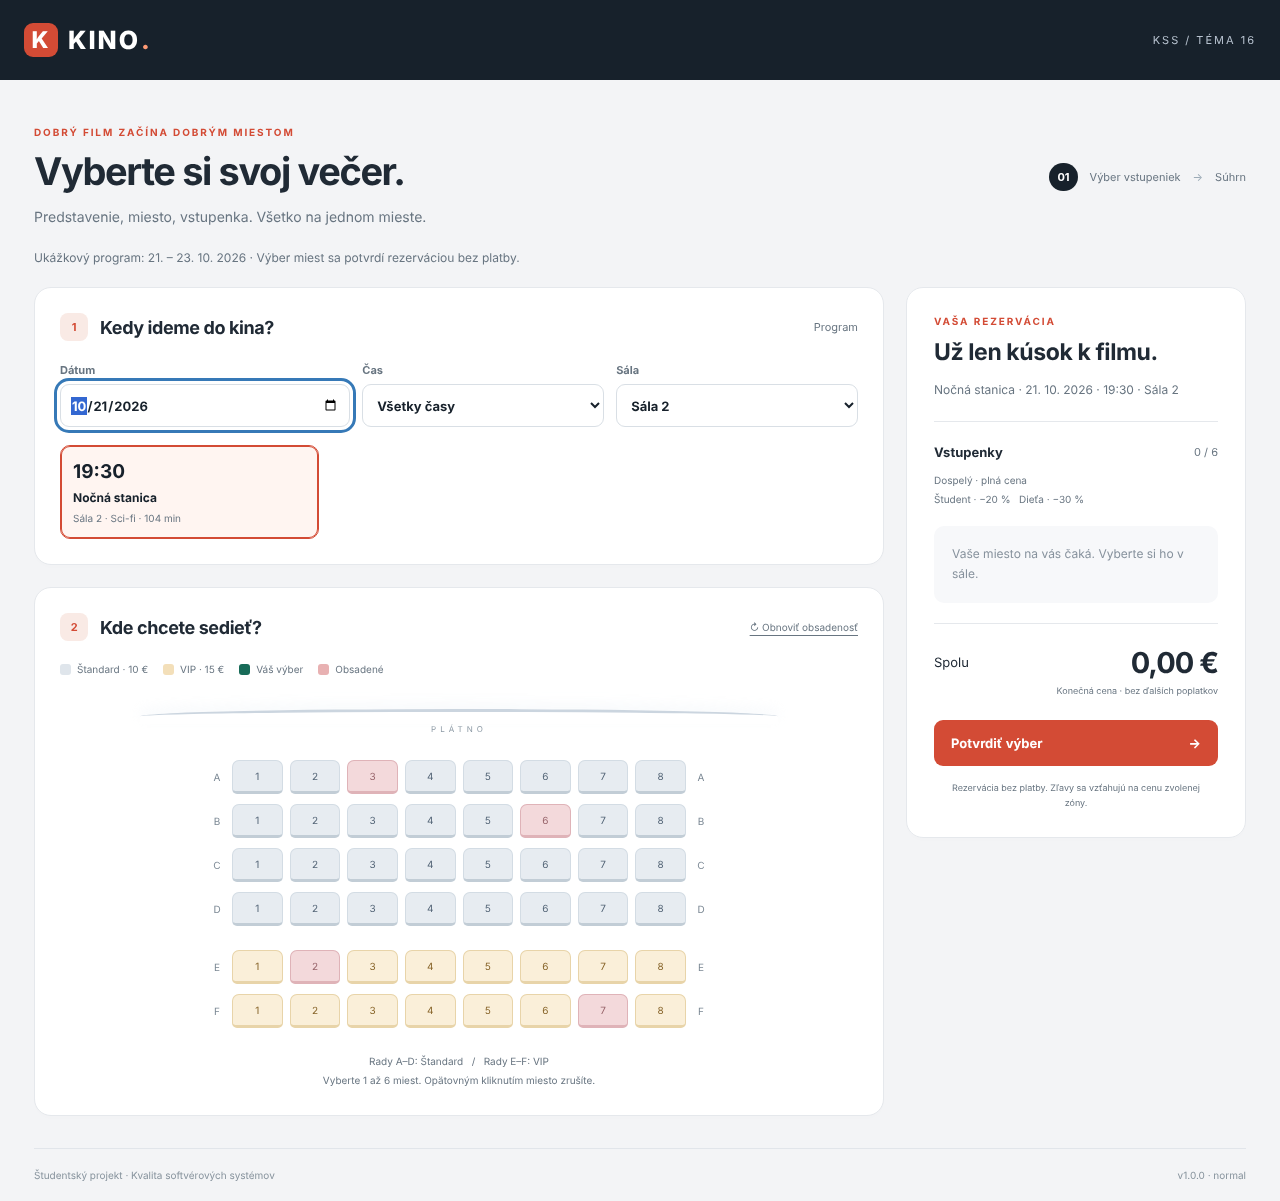 K KINO.
KSS / TÉMA 16
DOBRÝ FILM ZAČÍNA DOBRÝM MIESTOM
Vyberte si svoj večer.
01 Výber vstupeniek → Súhrn
Predstavenie, miesto, vstupenka. Všetko na jednom mieste.
Ukážkový program: 21. – 23. 10. 2026 · Výber miest sa potvrdí rezerváciou bez platby.
1 Kedy ideme do kina?
Program
Dátum
Čas
Sála
10/21/2026
Všetky časy
Sála 2
19:30
Nočná stanica
Sála 2 · Sci-fi · 104 min
2 Kde chcete sedieť?
↻ Obnoviť obsadenosť
Štandard · 10 €
VIP · 15 €
Váš výber
Obsadené
PLÁTNO
A 1 2 3 4 5 6 7 8 A
B 1 2 3 4 5 6 7 8 B
C 1 2 3 4 5 6 7 8 C
D 1 2 3 4 5 6 7 8 D
E 1 2 3 4 5 6 7 8 E
F 1 2 3 4 5 6 7 8 F
Rady A–D: Štandard / Rady E–F: VIP
Vyberte 1 až 6 miest. Opätovným kliknutím miesto zrušíte.
VAŠA REZERVÁCIA
Už len kúsok k filmu.
Nočná stanica · 21. 10. 2026 · 19:30 · Sála 2
Vstupenky
0 / 6
Dospelý · plná cena
Študent · −20 % Dieťa · −30 %
Vaše miesto na vás čaká. Vyberte si ho v
sále.
Spolu
0,00 €
Konečná cena · bez ďalších poplatkov
Potvrdiť výber →
Rezervácia bez platby. Zľavy sa vzťahujú na cenu zvolenej
zóny.
Študentský projekt · Kvalita softvérových systémov
v1.0.0 · normal